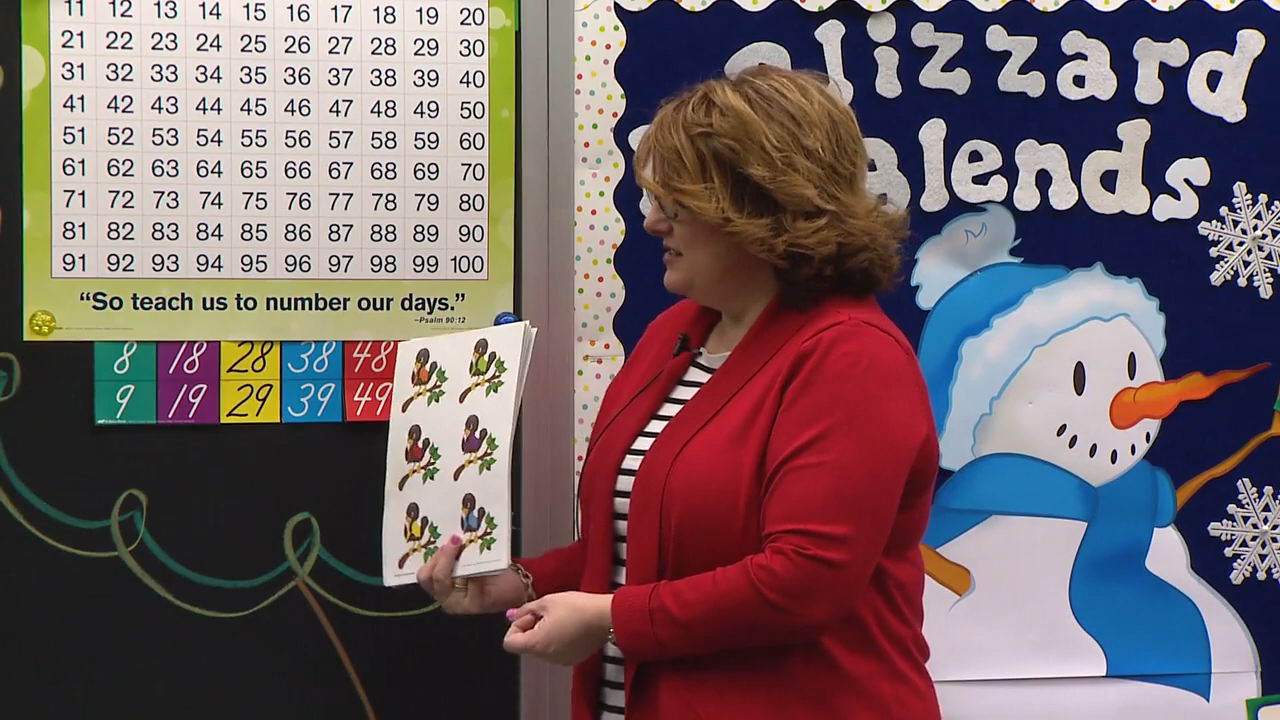 11 12 13 14 15 16 17 18 19 20
21 22 23 24 25 26 27 28 29 30
31 32 33 34 35 36 37 38 39 40
41 42 43 44 45 46 47 48 49 50
51 52 53 54 55 56 57 58 59 60
61 62 63 64 65 66 67 68 69 70
71 72 73 74 75 76 77 78 79 80
81 82 83 84 85 86 87 88 89 90
91 92 93 94 95 96 97 98 99 100
“So teach us to number our days.”
–Psalm 90:12
8 18 28 38 48
9 19 29 39 49
Blizzard
Blends